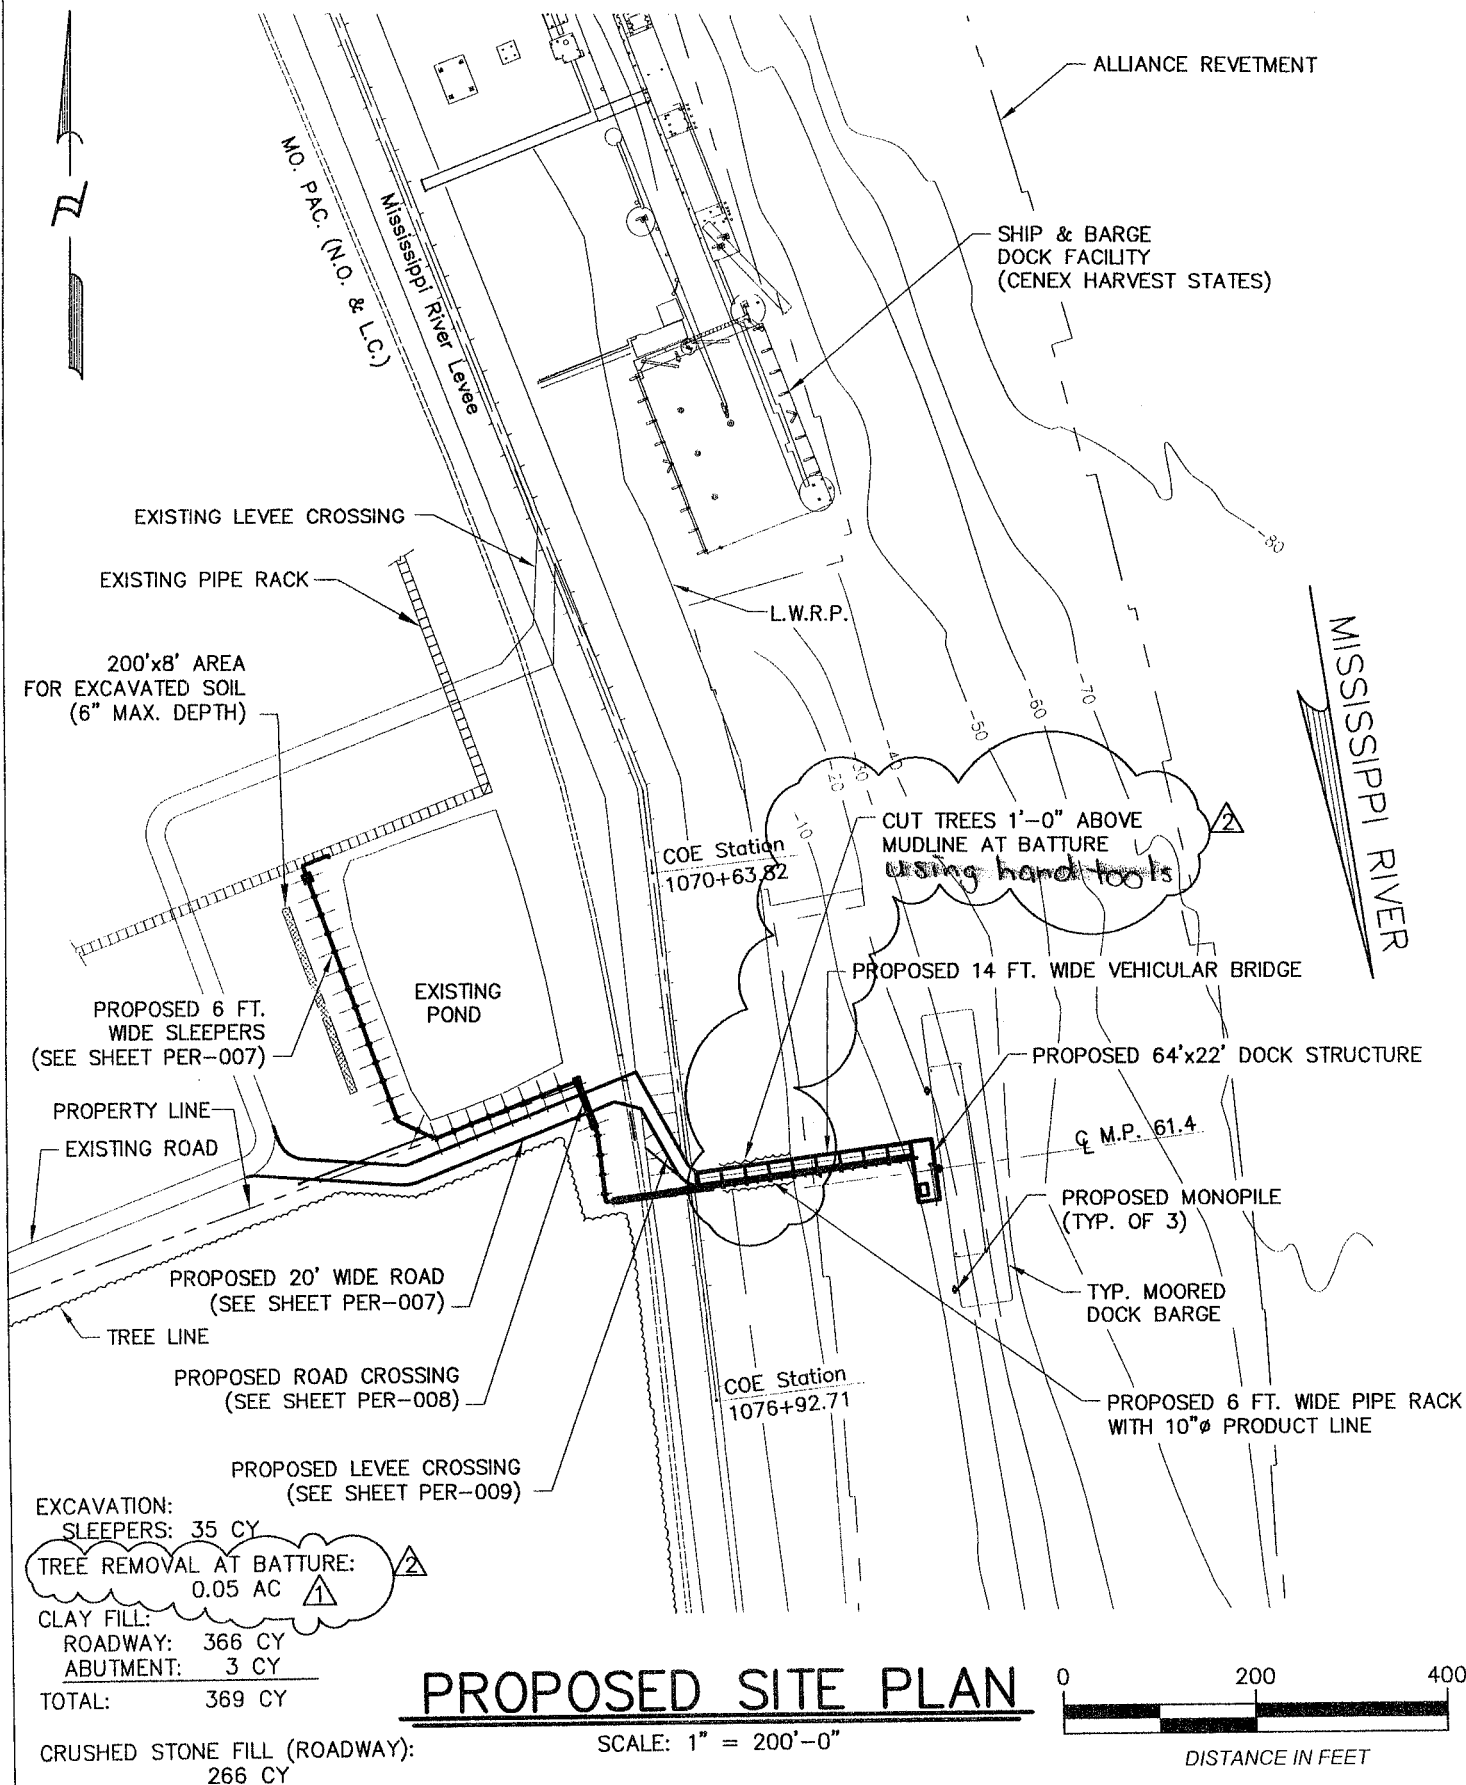 ALLIANCE REVETMENT
MO. PAC. (N.O. & L.C.)
Mississippi River Levee
SHIP & BARGE
DOCK FACILITY
(CENEX HARVEST STATES)
EXISTING LEVEE CROSSING
EXISTING PIPE RACK
-80
L.W.R.P.
200'x8' AREA
FOR EXCAVATED SOIL
(6" MAX. DEPTH)
MISSISSIPPI RIVER
-70
-60
-50
-40
-30
-20
-10
CUT TREES 1'-0" ABOVE
MUDLINE AT BATTURE
using hand tools
2
COE Station
1070+63.82
PROPOSED 14 FT. WIDE VEHICULAR BRIDGE
EXISTING
POND
PROPOSED 6 FT.
WIDE SLEEPERS
(SEE SHEET PER-007)
PROPOSED 64'x22' DOCK STRUCTURE
PROPERTY LINE
EXISTING ROAD
℄ M.P. 61.4
PROPOSED MONOPILE
(TYP. OF 3)
PROPOSED 20' WIDE ROAD
(SEE SHEET PER-007)
TYP. MOORED
DOCK BARGE
TREE LINE
PROPOSED ROAD CROSSING
(SEE SHEET PER-008)
COE Station
1076+92.71
PROPOSED 6 FT. WIDE PIPE RACK
WITH 10"ø PRODUCT LINE
PROPOSED LEVEE CROSSING
(SEE SHEET PER-009)
EXCAVATION:
SLEEPERS: 35 CY
TREE REMOVAL AT BATTURE:
0.05 AC
1
2
CLAY FILL:
ROADWAY: 366 CY
ABUTMENT: 3 CY
TOTAL: 369 CY
CRUSHED STONE FILL (ROADWAY):
266 CY
PROPOSED SITE PLAN
SCALE: 1" = 200'-0"
0 200 400
DISTANCE IN FEET
N